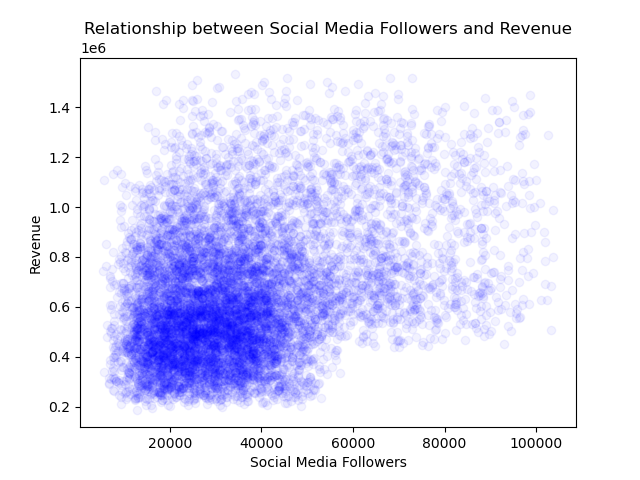 Relationship between Social Media Followers and Revenue
1e6
1.4
1.2
1.0
0.8
0.6
0.4
0.2
Revenue
20000 40000 60000 80000 100000
Social Media Followers